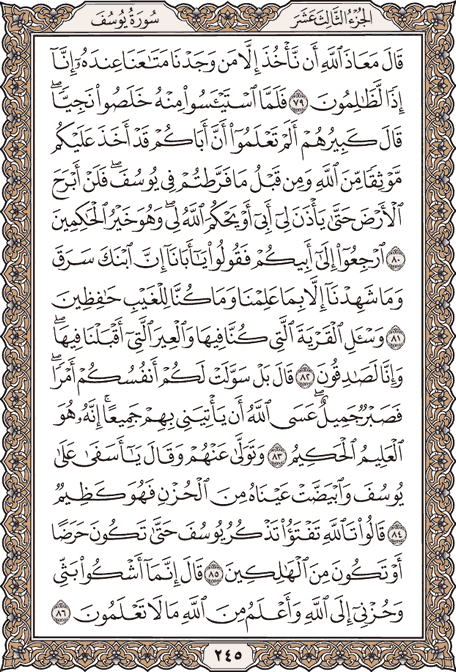 الجزء الثالث عشر
سورة يوسف
قَالَ مَعَاذَ ٱللَّهِ أَن نَّأْخُذَ إِلَّا مَن وَجَدْنَا مَتَٰعَنَا عِندَهُۥٓ إِنَّآ
إِذًا لَّظَٰلِمُونَ ٧٩ فَلَمَّا ٱسْتَيْـَٔسُوا۟ مِنْهُ خَلَصُوا۟ نَجِيًّا ۖ
قَالَ كَبِيرُهُمْ أَلَمْ تَعْلَمُوٓا۟ أَنَّ أَبَاكُمْ قَدْ أَخَذَ عَلَيْكُم
مَّوْثِقًا مِّنَ ٱللَّهِ وَمِن قَبْلُ مَا فَرَّطتُمْ فِى يُوسُفَ ۖ فَلَنْ أَبْرَحَ
ٱلْأَرْضَ حَتَّىٰ يَأْذَنَ لِىٓ أَبِىٓ أَوْ يَحْكُمَ ٱللَّهُ لِى ۖ وَهُوَ خَيْرُ ٱلْحَٰكِمِينَ
٨٠ ٱرْجِعُوٓا۟ إِلَىٰٓ أَبِيكُمْ فَقُولُوا۟ يَٰٓأَبَانَآ إِنَّ ٱبْنَكَ سَرَقَ
وَمَا شَهِدْنَآ إِلَّا بِمَا عَلِمْنَا وَمَا كُنَّا لِلْغَيْبِ حَٰفِظِينَ
٨١ وَسْـَٔلِ ٱلْقَرْيَةَ ٱلَّتِى كُنَّا فِيهَا وَٱلْعِيرَ ٱلَّتِىٓ أَقْبَلْنَا فِيهَا ۖ
وَإِنَّا لَصَٰدِقُونَ ٨٢ قَالَ بَلْ سَوَّلَتْ لَكُمْ أَنفُسُكُمْ أَمْرًا ۖ
فَصَبْرٌ جَمِيلٌ ۖ عَسَى ٱللَّهُ أَن يَأْتِيَنِى بِهِمْ جَمِيعًا ۚ إِنَّهُۥ هُوَ
ٱلْعَلِيمُ ٱلْحَكِيمُ ٨٣ وَتَوَلَّىٰ عَنْهُمْ وَقَالَ يَٰٓأَسَفَىٰ عَلَىٰ
يُوسُفَ وَٱبْيَضَّتْ عَيْنَاهُ مِنَ ٱلْحُزْنِ فَهُوَ كَظِيمٌ
٨٤ قَالُوا۟ تَٱللَّهِ تَفْتَؤُا۟ تَذْكُرُ يُوسُفَ حَتَّىٰ تَكُونَ حَرَضًا
أَوْ تَكُونَ مِنَ ٱلْهَٰلِكِينَ ٨٥ قَالَ إِنَّمَآ أَشْكُوا۟ بَثِّى
وَحُزْنِىٓ إِلَى ٱللَّهِ وَأَعْلَمُ مِنَ ٱللَّهِ مَا لَا تَعْلَمُونَ ٨٦
٢٤٥